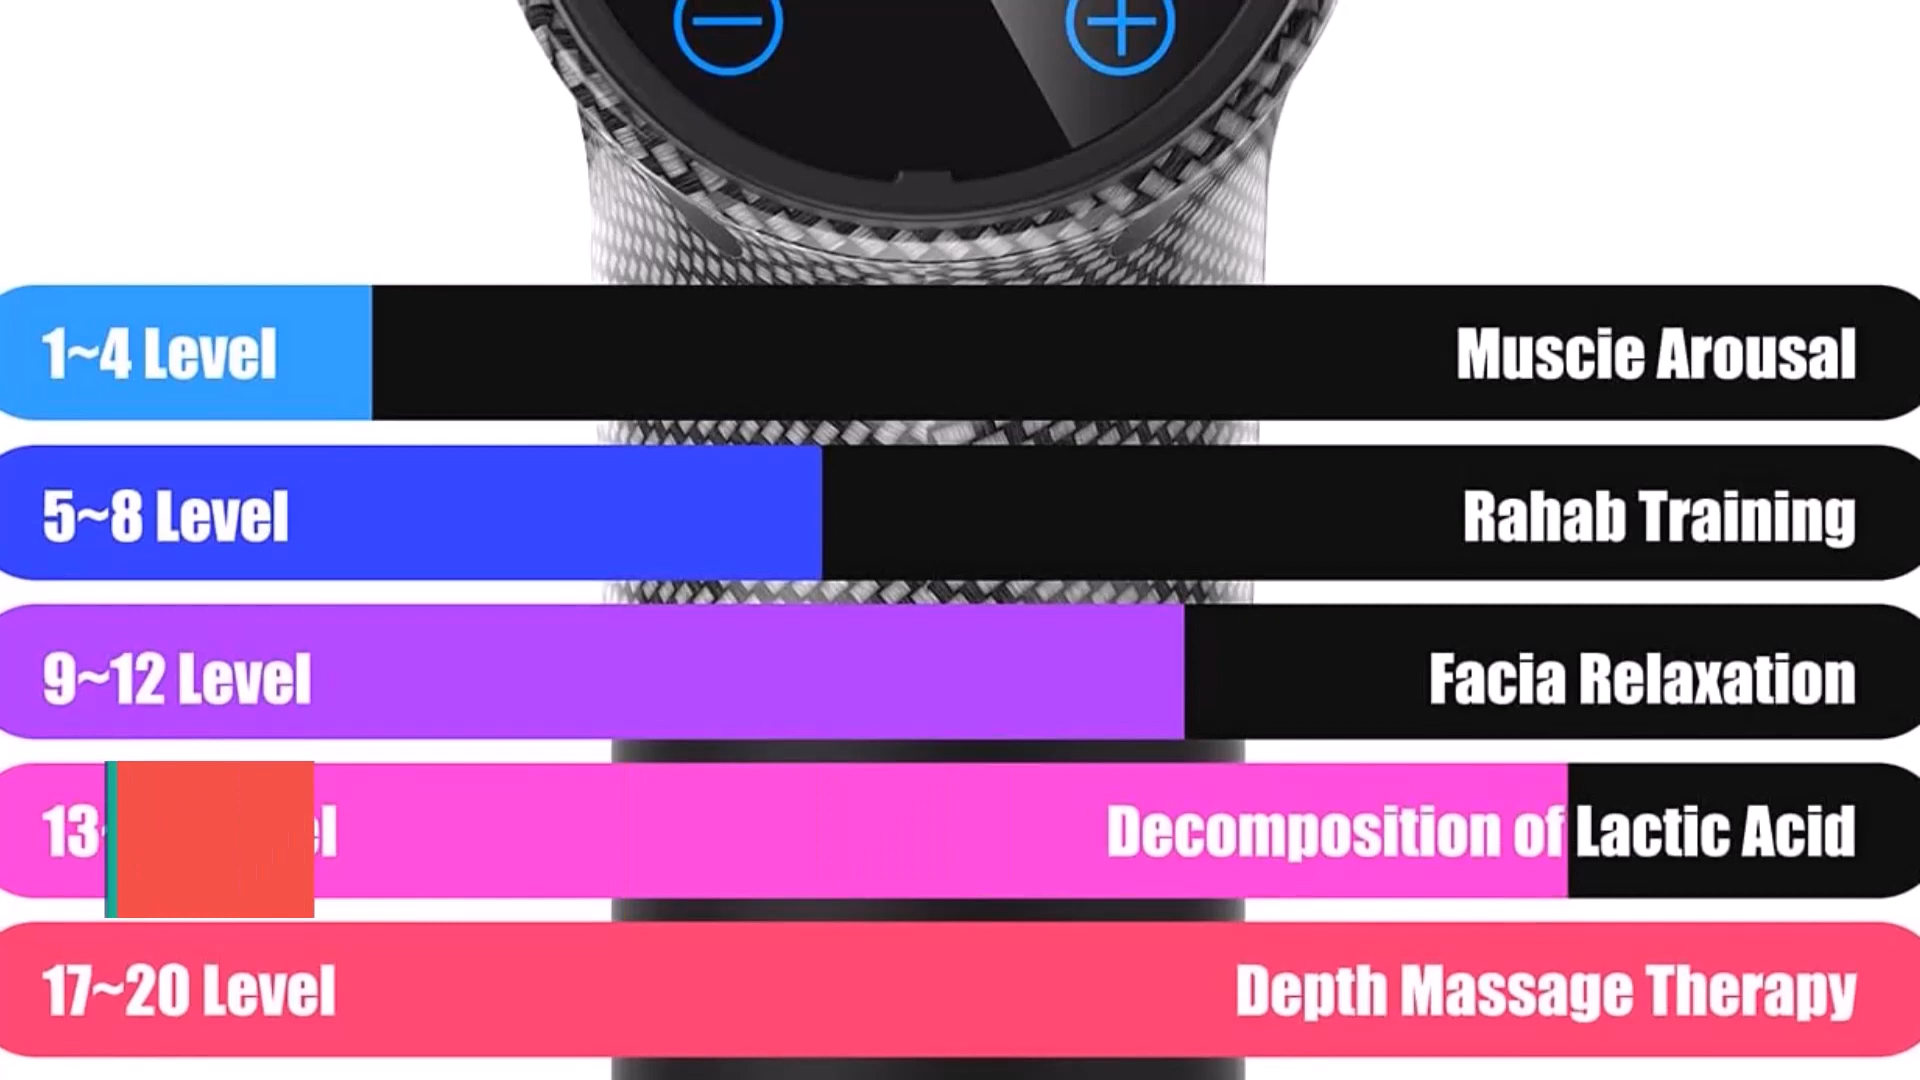 1~4 Level Muscie Arousal
5~8 Level Rahab Training
9~12 Level Facia Relaxation
Decomposition of Lactic Acid
17~20 Level Depth Massage Therapy